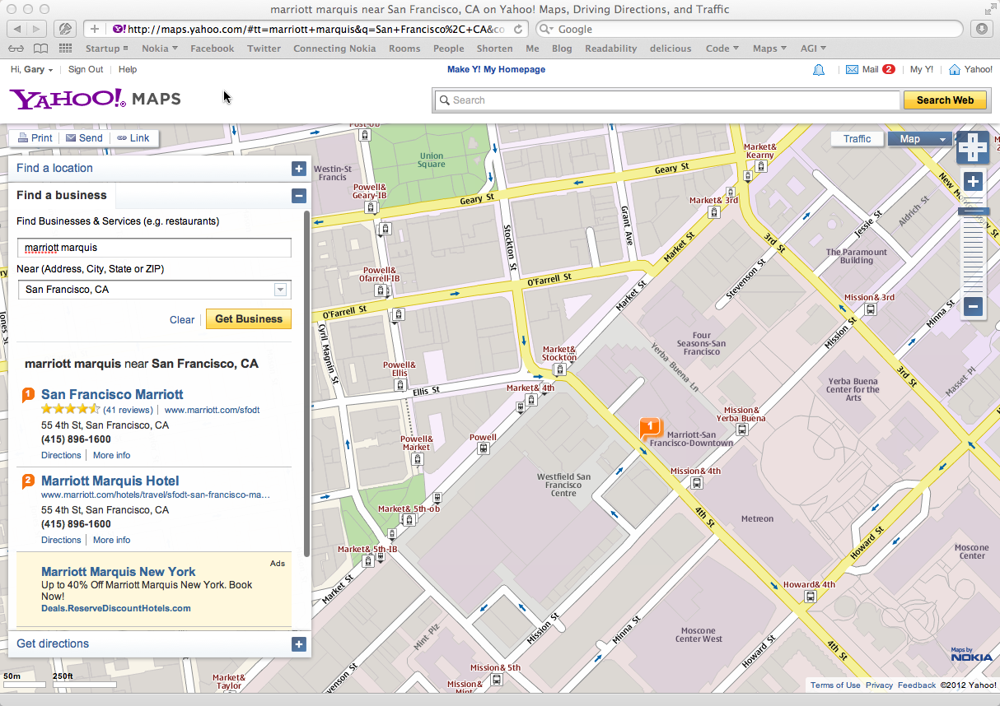 marriott marquis near San Francisco, CA on Yahoo! Maps, Driving Directions, and Traffic
Y! http://maps.yahoo.com/#tt=marriott+marquis&q=San+Francisco%2C+CA&co
Google
Startup Nokia Facebook Twitter Connecting Nokia Rooms People Shorten Me Blog Readability Maps delicious Code Maps AGI
Hi, Gary Sign Out Help
Make Y! My Homepage
Mail 2 My Y! Yahoo!
YAHOO!® MAPS
Search
Search Web
Print Send Link
Traffic
Map
Find a location
Find a business
Find Businesses & Services (e.g. restaurants)
marriott marquis
Near (Address, City, State or ZIP)
San Francisco, CA
Clear
Get Business
marriott marquis near San Francisco, CA
1 San Francisco Marriott
(41 reviews) www.marriott.com/sfodt
55 4th St, San Francisco, CA
(415) 896-1600
Directions More info
2 Marriott Marquis Hotel
www.marriott.com/hotels/travel/sfodt-san-francisco-ma...
55 4th St, San Francisco, CA
(415) 896-1600
Directions More info
Ads
Marriott Marquis New York
Up to 40% Off Marriott Marquis New York. Book
Now!
Deals.ReserveDiscountHotels.com
Get directions
50m
250ft
Post-ob
Union
Square
Westin-St
Francis
Powell&
Geary-IB
Geary St
Geary St
Market&
Kearny
Market& 3rd
Stockton St
Grant Ave
Market St
3rd St
Jessie St
Aldrich St
The Paramount
Building
Powell&
Ofarrell-IB
O'Farrell St
O'Farrell St
Market St
Stevenson St
Mission& 3rd
Minna St
Mission St
Cyril Magnin St
Four
Seasons-San
Francisco
Market&
Stockton
Yerba Buena Ln
3rd St
Masset Pl
Powell&
Ellis
Ellis St
Market& 4th
Yerba Buena
Center for the
Arts
Mission&
Yerba Buena
1
Marriott-San
Francisco-Downtown
Powell
Powell&
Market
Mission& 4th
Westfield San
Francisco
Centre
Market& 5th-ob
4th St
Metreon
Howard St
Moscone
Center
Market& 5th-IB
Market St
Howard& 4th
Mission St
Mint Plz
Minna St
Moscone
Center West
Howard St
4th St
Stevenson St
Mission& 5th
Mission&
Mint
Market&
Taylor
Maps by
NOKIA
Terms of Use Privacy Feedback ©2012 Yahoo!